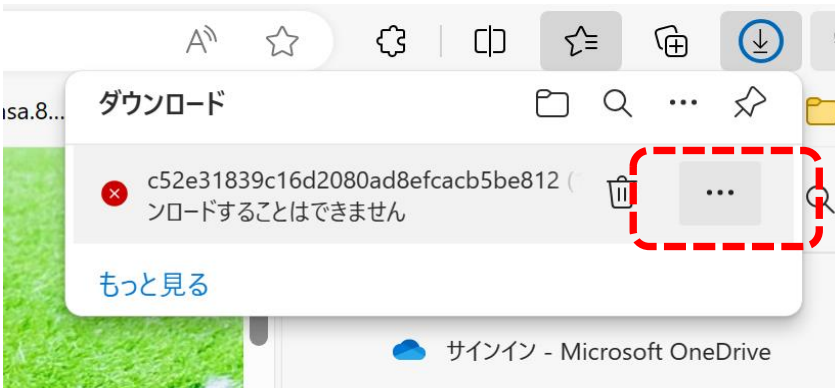 ısa.8...
ダウンロード
c52e31839c16d2080ad8efcacb5be812 (
ンロードすることはできません
もっと見る
サインイン - Microsoft OneDrive